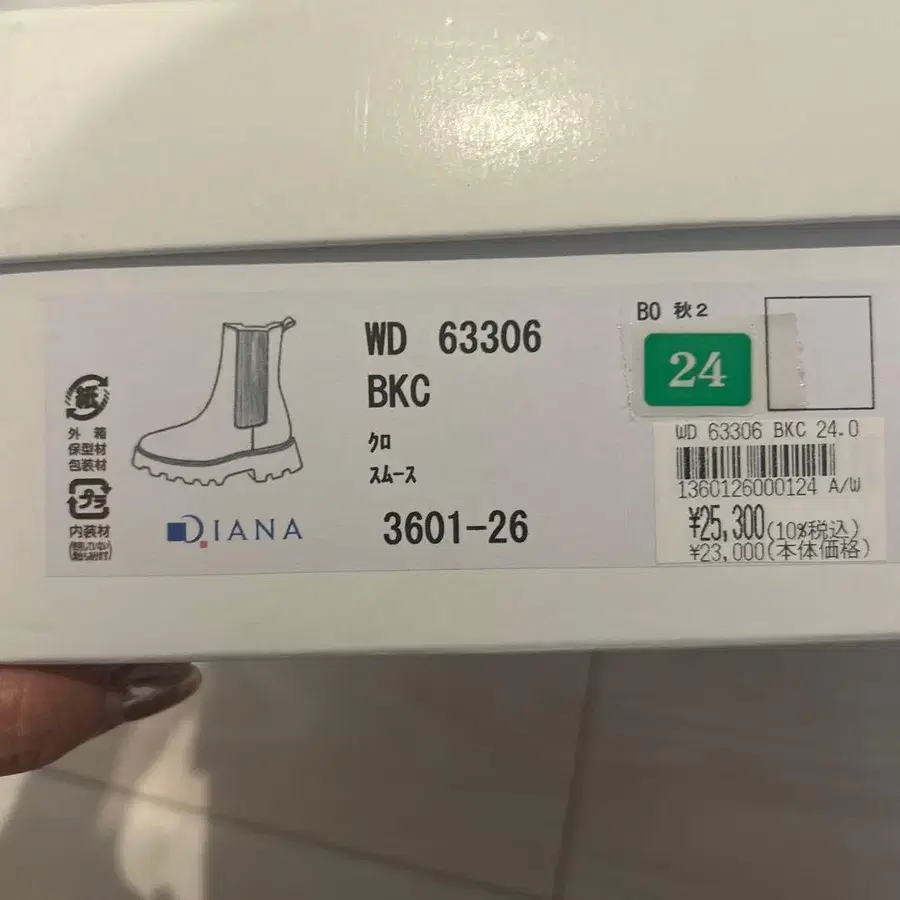 紙
外 箱
保型材
包装材
プラ
内装材
DIANA
WD 63306
BKC
クロ
スムース
3601-26
BO 秋2
24
WD 63306 BKC 24.0
1360126000124 A/W
¥25,300(10%税込)
¥23,000(本体価格)